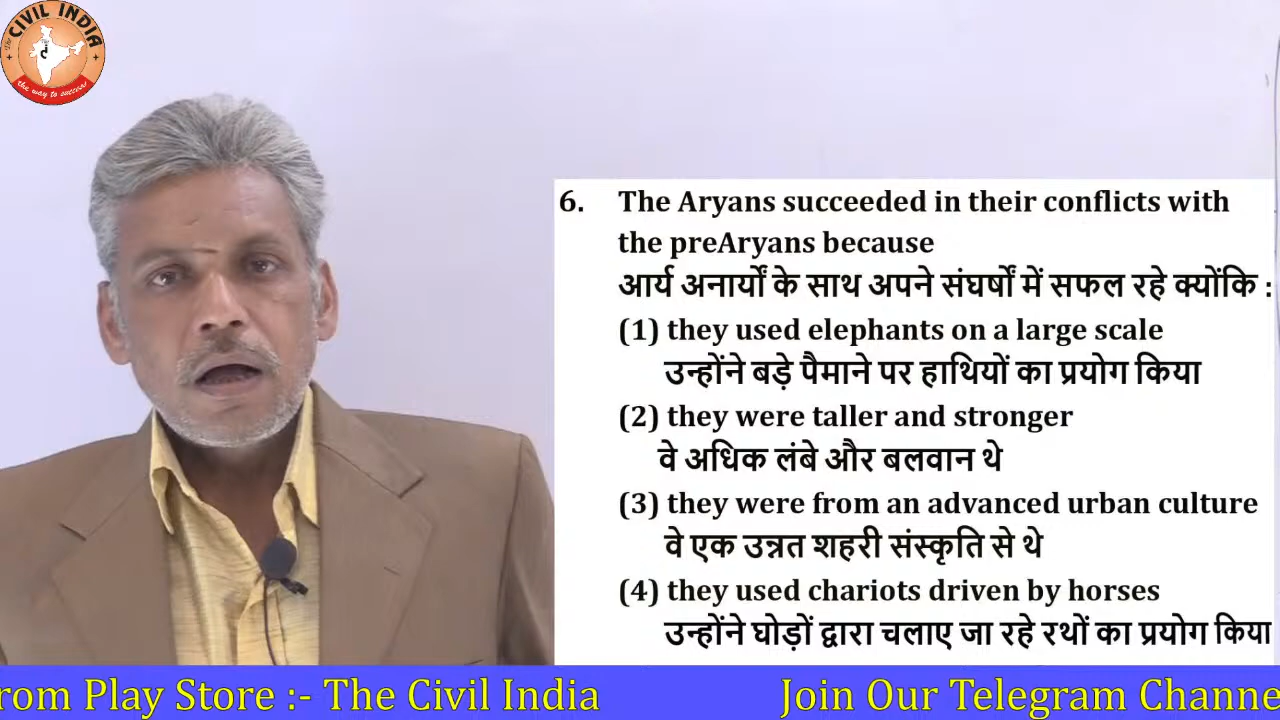 The CIVIL INDIA
the way to success
6. The Aryans succeeded in their conflicts with
the preAryans because
आर्य अनार्यों के साथ अपने संघर्षों में सफल रहे क्योंकि :
(1) they used elephants on a large scale
उन्होंने बड़े पैमाने पर हाथियों का प्रयोग किया
(2) they were taller and stronger
वे अधिक लंबे और बलवान थे
(3) they were from an advanced urban culture
वे एक उन्नत शहरी संस्कृति से थे
(4) they used chariots driven by horses
उन्होंने घोड़ों द्वारा चलाए जा रहे रथों का प्रयोग किया
rom Play Store :- The Civil India Join Our Telegram Channe